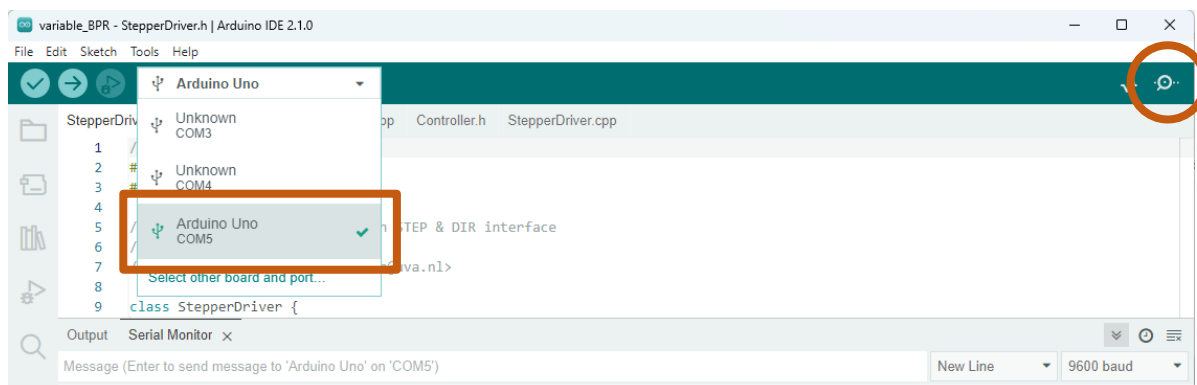 variable_BPR - StepperDriver.h | Arduino IDE 2.1.0
File Edit Sketch Tools Help
Arduino Uno
StepperDriv pp Controller.h StepperDriver.cpp
Unknown
COM3
Unknown
COM4
Arduino Uno
COM5
Select other board and port...
1 /
2 #
3 #
4
5 / n STEP & DIR interface
6 /
7 / @uva.nl>
8
9 class StepperDriver {
Output Serial Monitor
Message (Enter to send message to 'Arduino Uno' on 'COM5')
New Line
9600 baud